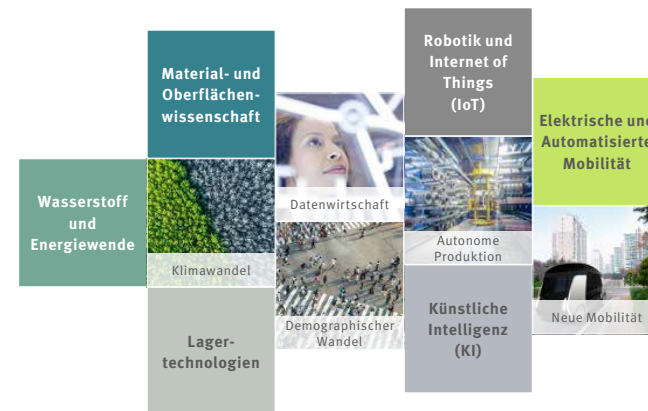 Wasserstoff
und
Energiewende
Material- und
Oberflächen-
wissenschaft
Klimawandel
Lager-
technologien
Datenwirtschaft
Demographischer
Wandel
Robotik und
Internet of
Things
(IoT)
Autonome
Produktion
Künstliche
Intelligenz
(KI)
Elektrische und
Automatisierte
Mobilität
Neue Mobilität